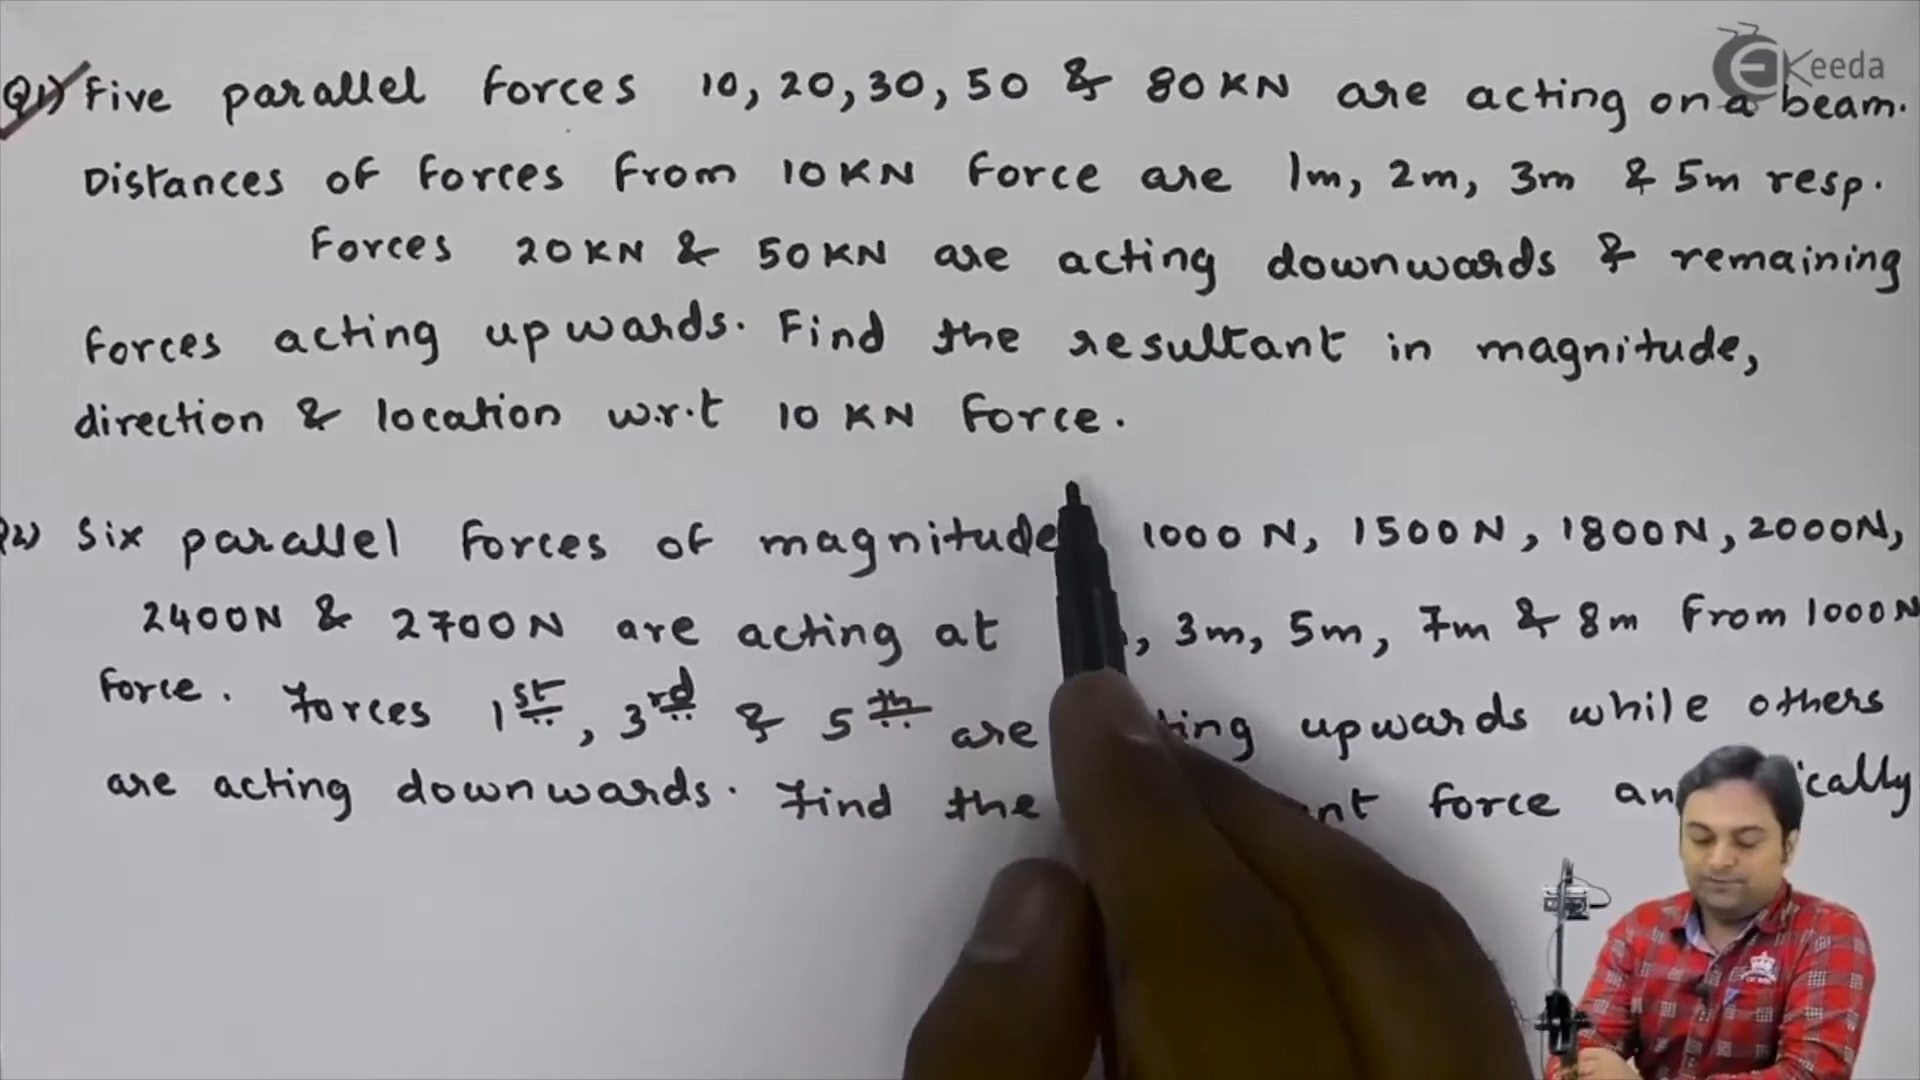 Q1) Five parallel forces 10, 20, 30, 50 & 80 KN are acting on a beam.
Distances of forces from 10 KN force are 1m, 2m, 3m & 5m resp.
Forces 20 KN & 50 KN are acting downwards & remaining
forces acting upwards. Find the resultant in magnitude,
direction & location w.r.t 10 KN force.
2) Six parallel forces of magnitude 1000 N, 1500 N, 1800 N, 2000N,
2400N & 2700 N are acting at , 3m, 5m, 7m & 8m from 1000 N
force. Forces 1st, 3rd & 5th are upwards while others
are acting downwards. Find the force
EKeeda